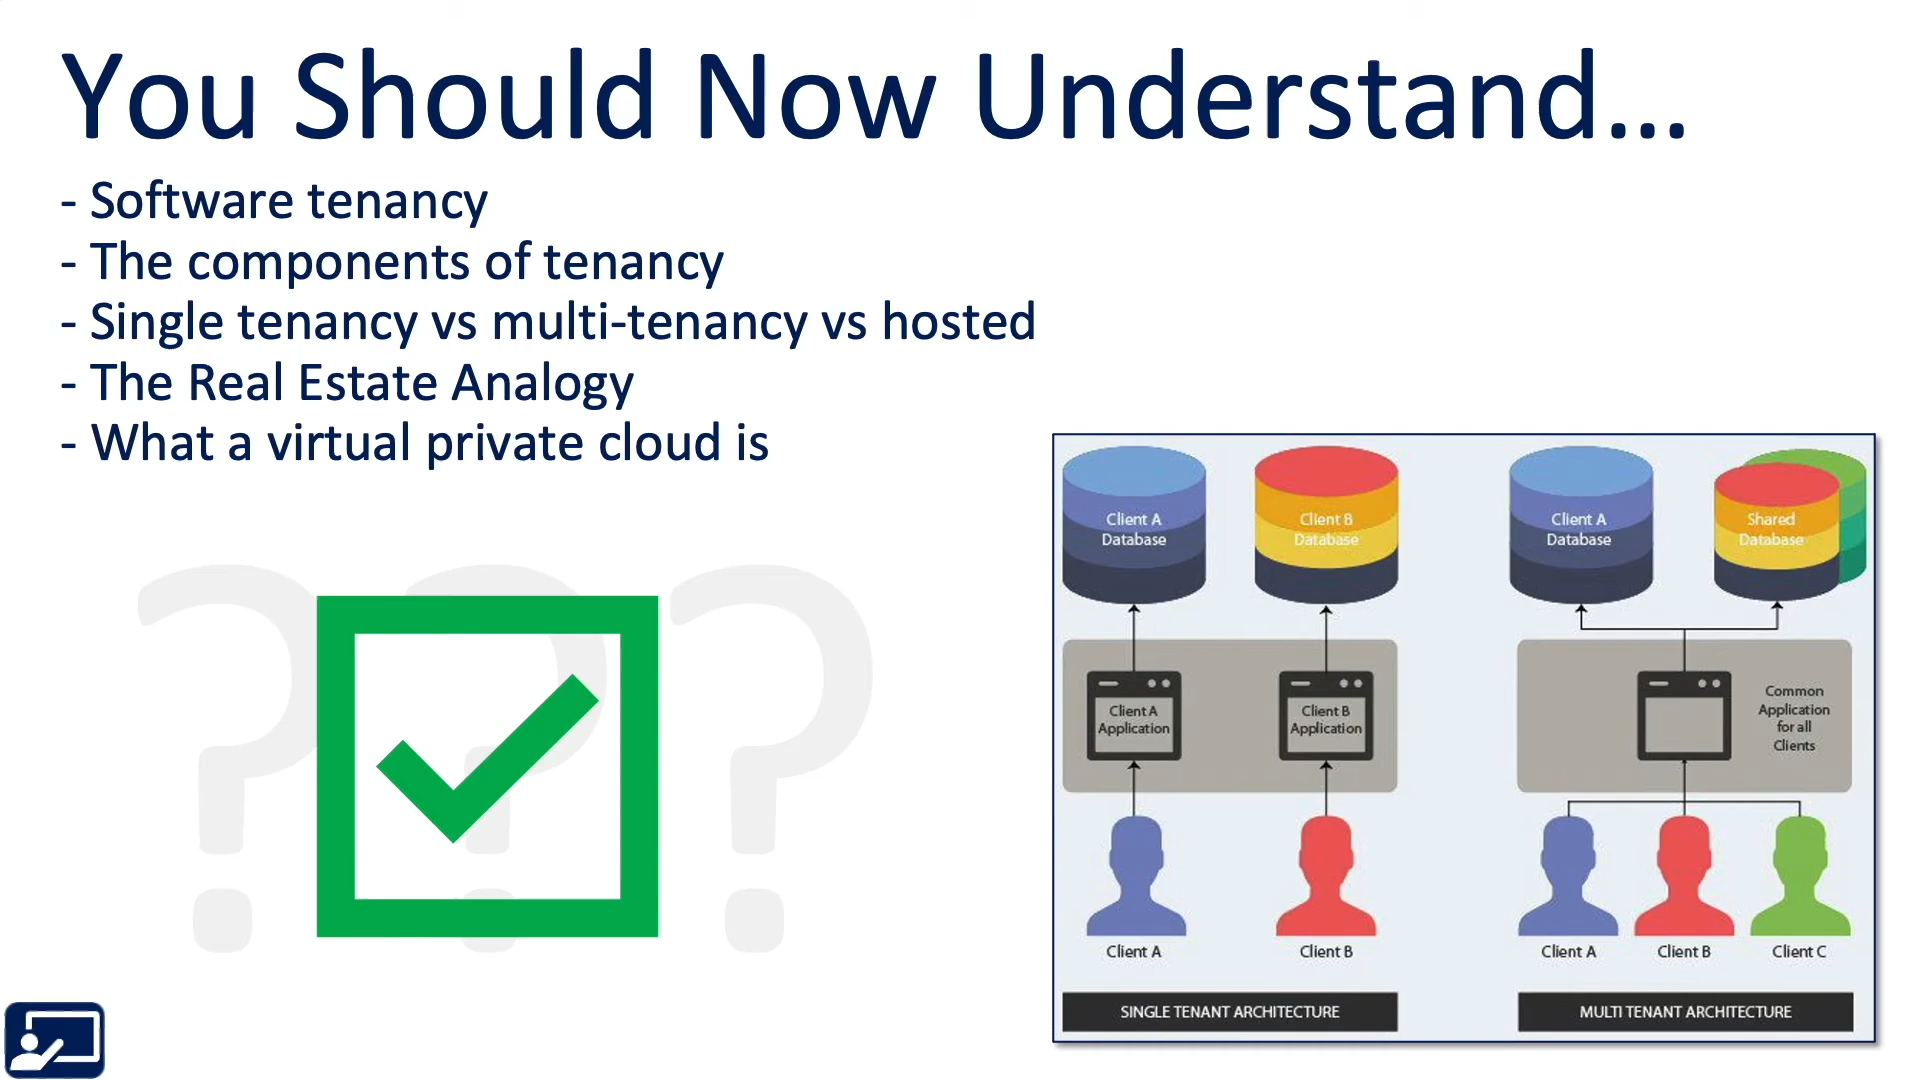 You Should Now Understand...
- Software tenancy
- The components of tenancy
- Single tenancy vs multi-tenancy vs hosted
- The Real Estate Analogy
- What a virtual private cloud is
Client A
Database
Client B
Database
Client A
Database
Shared
Database
Client A
Application
Client B
Application
Common
Application
for all
Clients
Client A
Client B
Client A
Client B
Client C
SINGLE TENANT ARCHITECTURE
MULTI TENANT ARCHITECTURE
???